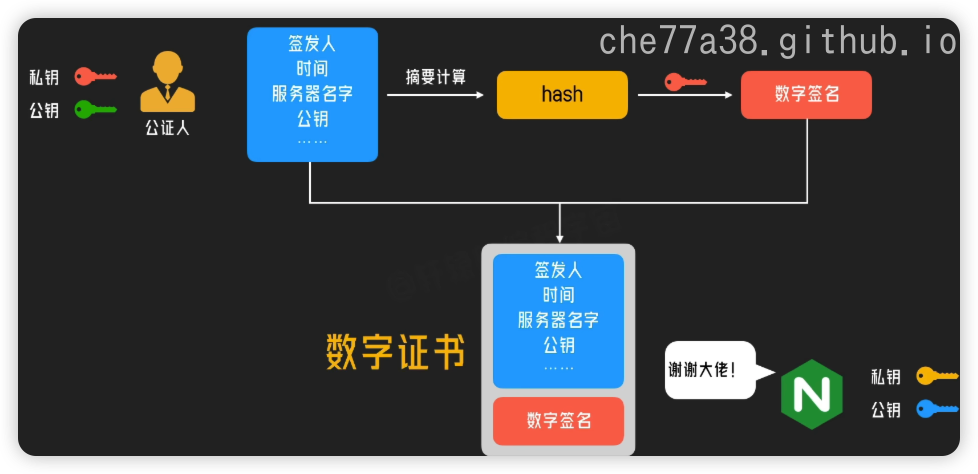 che77a38.github.io
私钥
公钥
公证人
签发人
时间
服务器名字
公钥
……
摘要计算
hash
数字签名
数字证书
签发人
时间
服务器名字
公钥
……
数字签名
谢谢大佬!
N
私钥
公钥